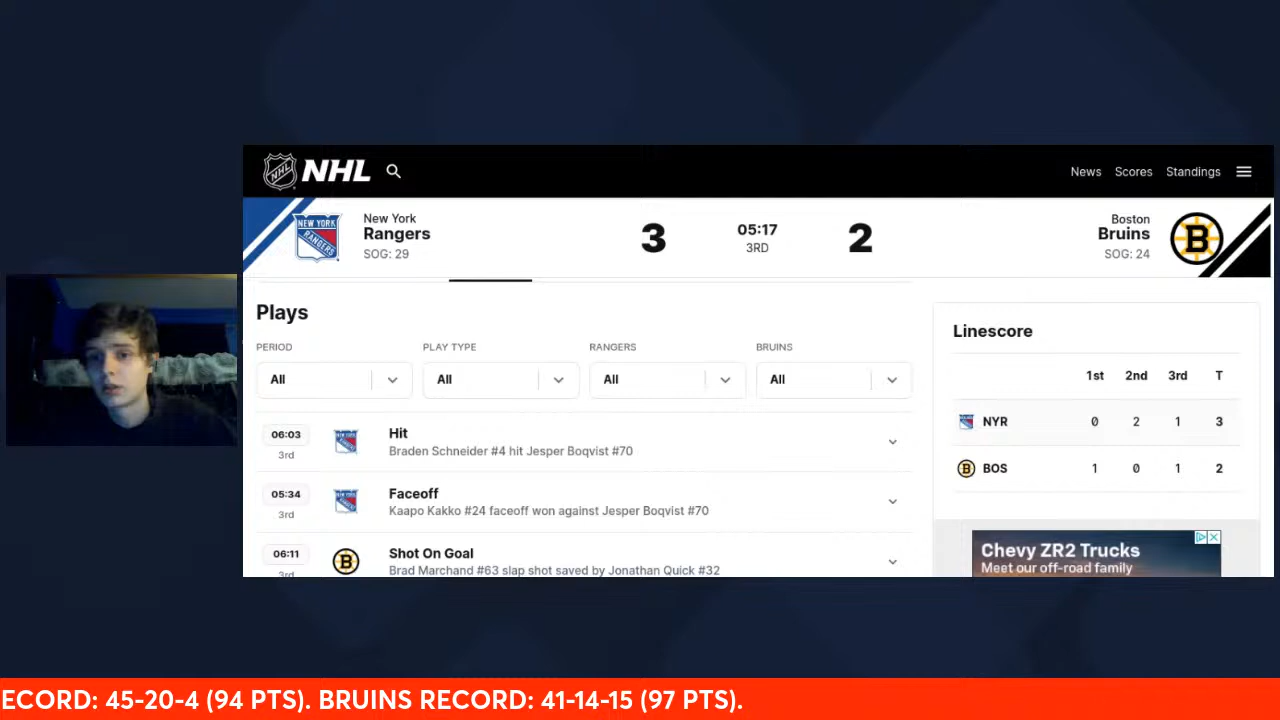 NHL
News Scores Standings
New York
Rangers
SOG: 29
3
05:17
3RD
2
Boston
Bruins
SOG: 24
NEW YORK
RANGERS
B
Plays
PERIOD PLAY TYPE RANGERS BRUINS
All All All All
06:03
3rd
Hit
Braden Schneider #4 hit Jesper Boqvist #70
05:34
3rd
Faceoff
Kaapo Kakko #24 faceoff won against Jesper Boqvist #70
06:11
3rd
Shot On Goal
Brad Marchand #63 slap shot saved by Jonathan Quick #32
Linescore
1st 2nd 3rd T
NYR 0 2 1 3
BOS 1 0 1 2
Chevy ZR2 Trucks
Meet our off-road family
ECORD: 45-20-4 (94 PTS). BRUINS RECORD: 41-14-15 (97 PTS).